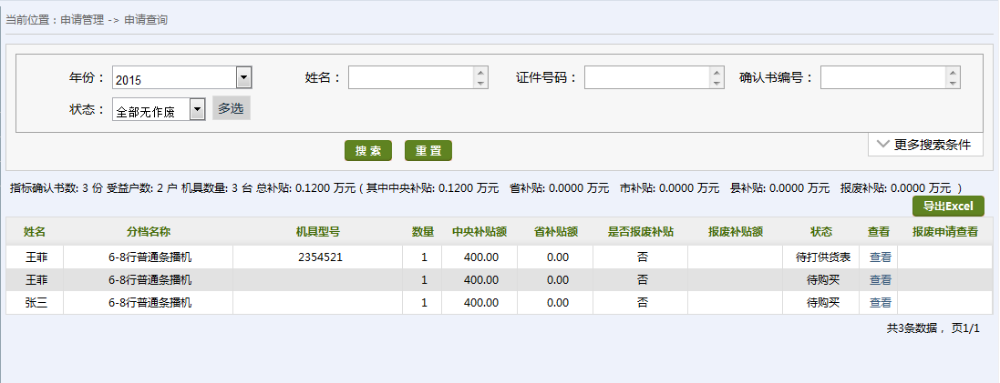 当前位置：申请管理 -> 申请查询
年份： 2015 姓名： 证件号码： 确认书编号：
状态： 全部无作废 多选
搜 索 重 置 更多搜索条件
指标确认书数: 3 份 受益户数: 2 户 机具数量: 3 台 总补贴: 0.1200 万元 ( 其中中央补贴: 0.1200 万元 省补贴: 0.0000 万元 市补贴: 0.0000 万元 县补贴: 0.0000 万元 报废补贴: 0.0000 万元 )
导出Excel
姓名 分档名称 机具型号 数量 中央补贴额 省补贴额 是否报废补贴 报废补贴额 状态 查看 报废申请查看
王菲 6-8行普通条播机 2354521 1 400.00 0.00 否 待打供货表 查看
王菲 6-8行普通条播机 1 400.00 0.00 否 待购买 查看
张三 6-8行普通条播机 1 400.00 0.00 否 待购买 查看
共3条数据， 页1/1